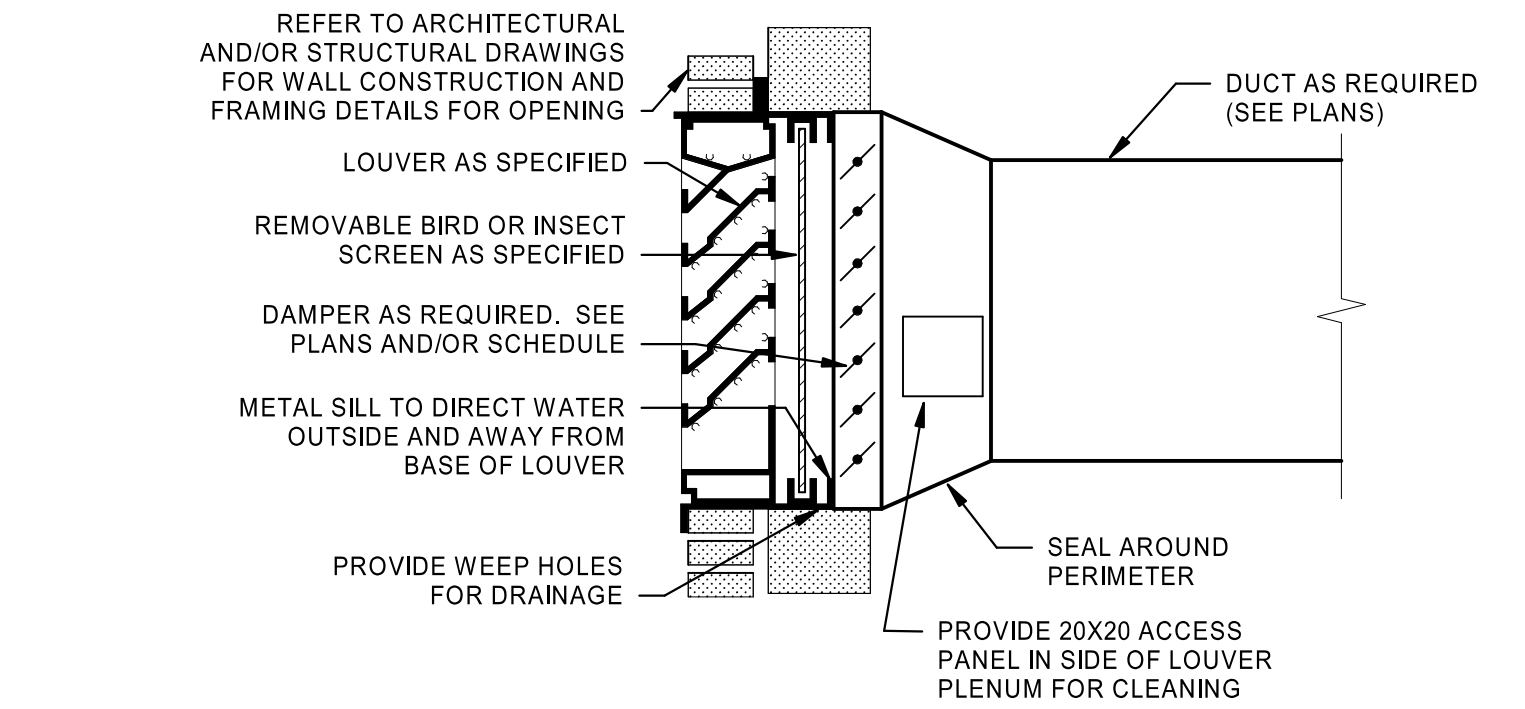 REFER TO ARCHITECTURAL
AND/OR STRUCTURAL DRAWINGS
FOR WALL CONSTRUCTION AND
FRAMING DETAILS FOR OPENING
LOUVER AS SPECIFIED
REMOVABLE BIRD OR INSECT
SCREEN AS SPECIFIED
DAMPER AS REQUIRED. SEE
PLANS AND/OR SCHEDULE
METAL SILL TO DIRECT WATER
OUTSIDE AND AWAY FROM
BASE OF LOUVER
PROVIDE WEEP HOLES
FOR DRAINAGE
DUCT AS REQUIRED
(SEE PLANS)
SEAL AROUND
PERIMETER
PROVIDE 20X20 ACCESS
PANEL IN SIDE OF LOUVER
PLENUM FOR CLEANING